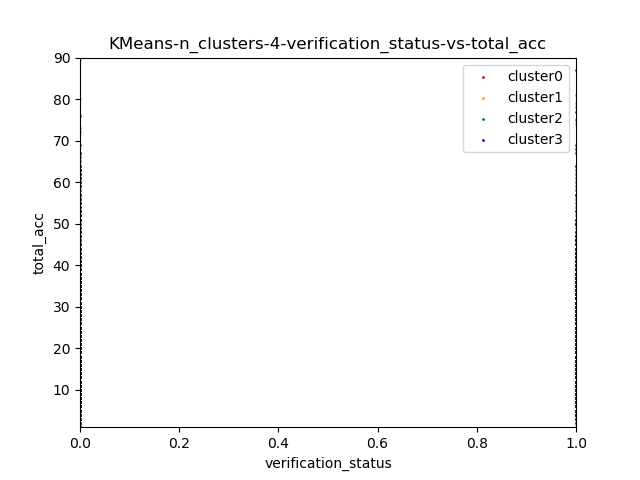 KMeans-n_clusters-4-verification_status-vs-total_acc
cluster0
cluster1
cluster2
cluster3
total_acc
90
80
70
60
50
40
30
20
10
0.0 0.2 0.4 0.6 0.8 1.0
verification_status